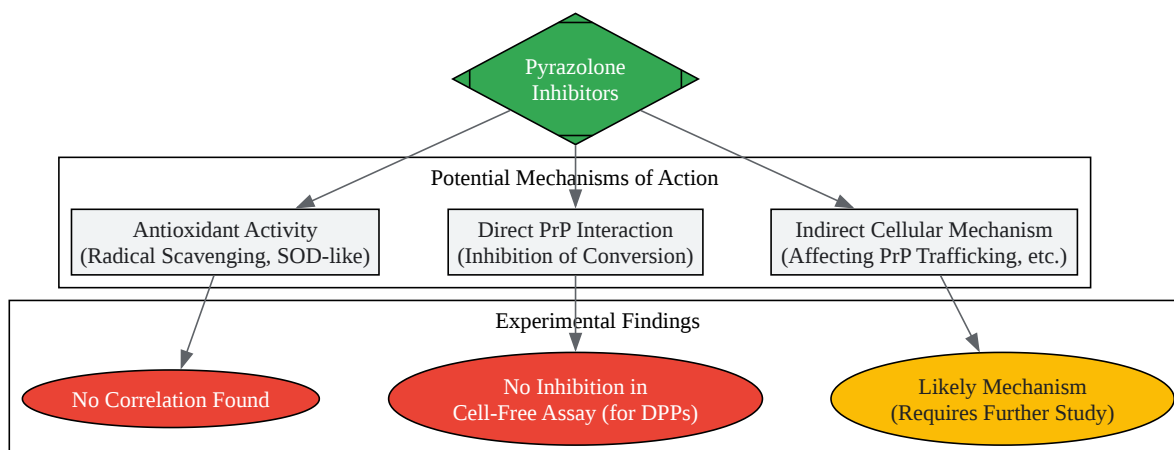 Pyrazolone
Inhibitors
Potential Mechanisms of Action
Antioxidant Activity
(Radical Scavenging, SOD-like)
Direct PrP Interaction
(Inhibition of Conversion)
Indirect Cellular Mechanism
(Affecting PrP Trafficking, etc.)
Experimental Findings
No Correlation Found
No Inhibition in
Cell-Free Assay (for DPPs)
Likely Mechanism
(Requires Further Study)